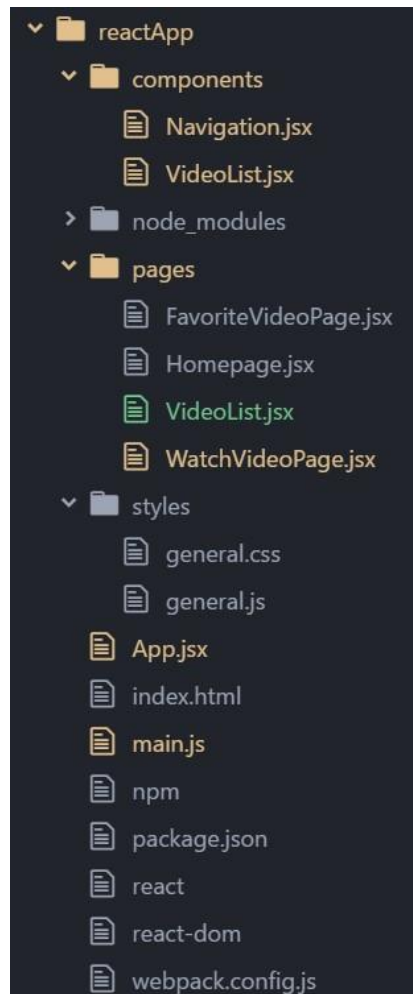 reactApp
components
Navigation.jsx
VideoList.jsx
node_modules
pages
FavoriteVideoPage.jsx
Homepage.jsx
VideoList.jsx
WatchVideoPage.jsx
styles
general.css
general.js
App.jsx
index.html
main.js
npm
package.json
react
react-dom
webpack.config.js